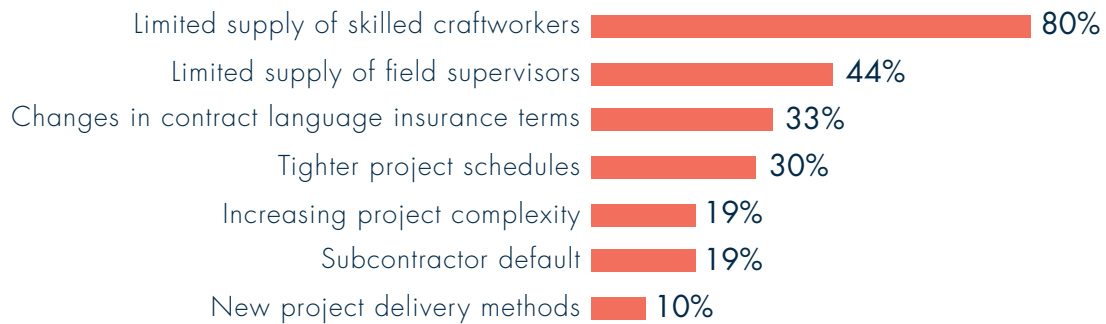 Limited supply of skilled craftworkers 80%
Limited supply of field supervisors 44%
Changes in contract language insurance terms 33%
Tighter project schedules 30%
Increasing project complexity 19%
Subcontractor default 19%
New project delivery methods 10%